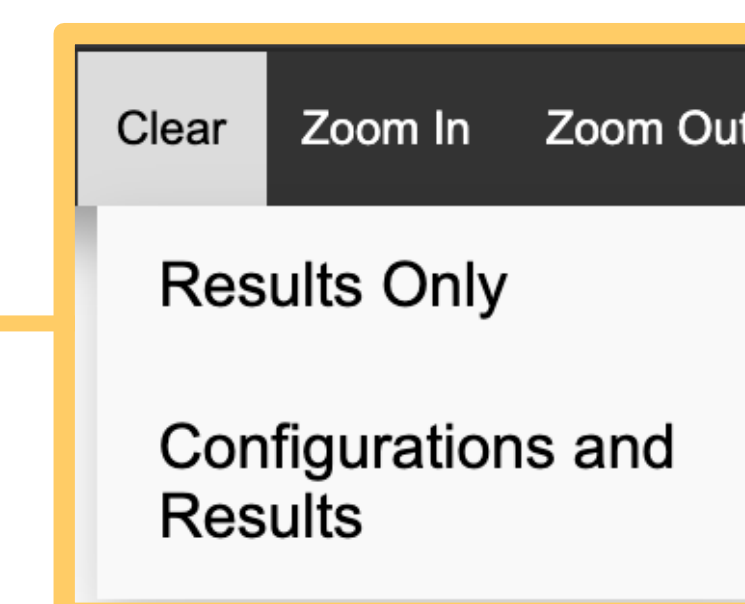 Clear Zoom In Zoom Out
Results Only
Configurations and
Results